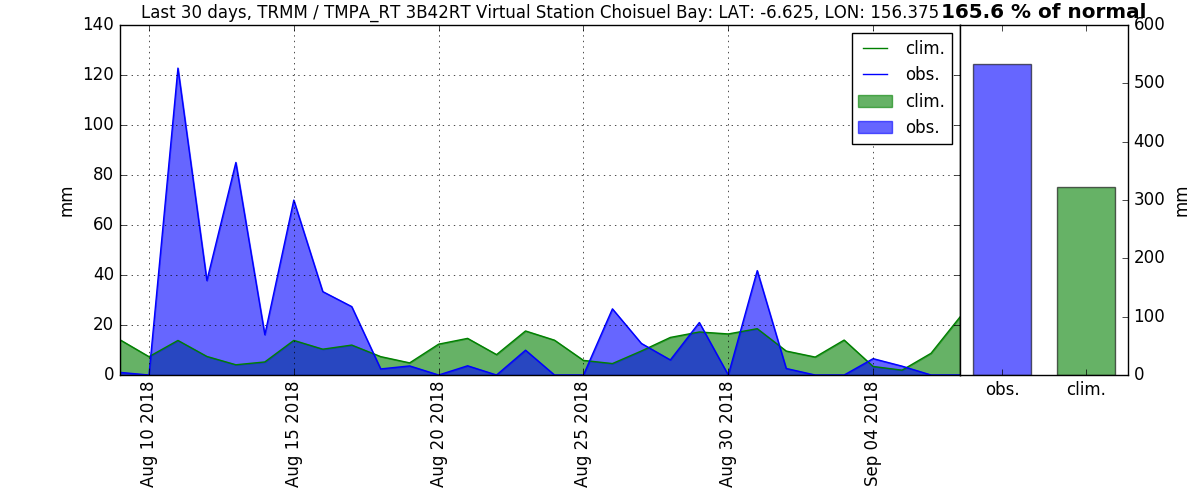 Last 30 days, TRMM / TMPA_RT 3B42RT Virtual Station Choisuel Bay: LAT: -6.625, LON: 156.375
165.6 % of normal
140
120
100
80
60
40
20
0
mm
clim.
obs.
clim.
obs.
600
500
400
300
200
100
0
mm
obs.
clim.
Aug 10 2018
Aug 15 2018
Aug 20 2018
Aug 25 2018
Aug 30 2018
Sep 04 2018